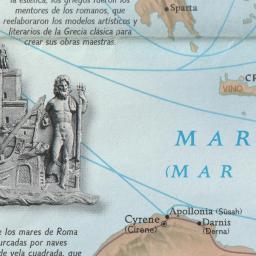 la estética, los griegos fueron los
mentores de los romanos, que
reelaboraron los modelos artísticos y
literarios de la Grecia clásica para
crear sus obras maestras.
Sparta
CR
VINO
MAR
(MAR
Apollonia (Sūsah)
Cyrene
(Cirene)
Darnis
(Derna)
los mares de Roma
surcadas por naves
de vela cuadrada, que